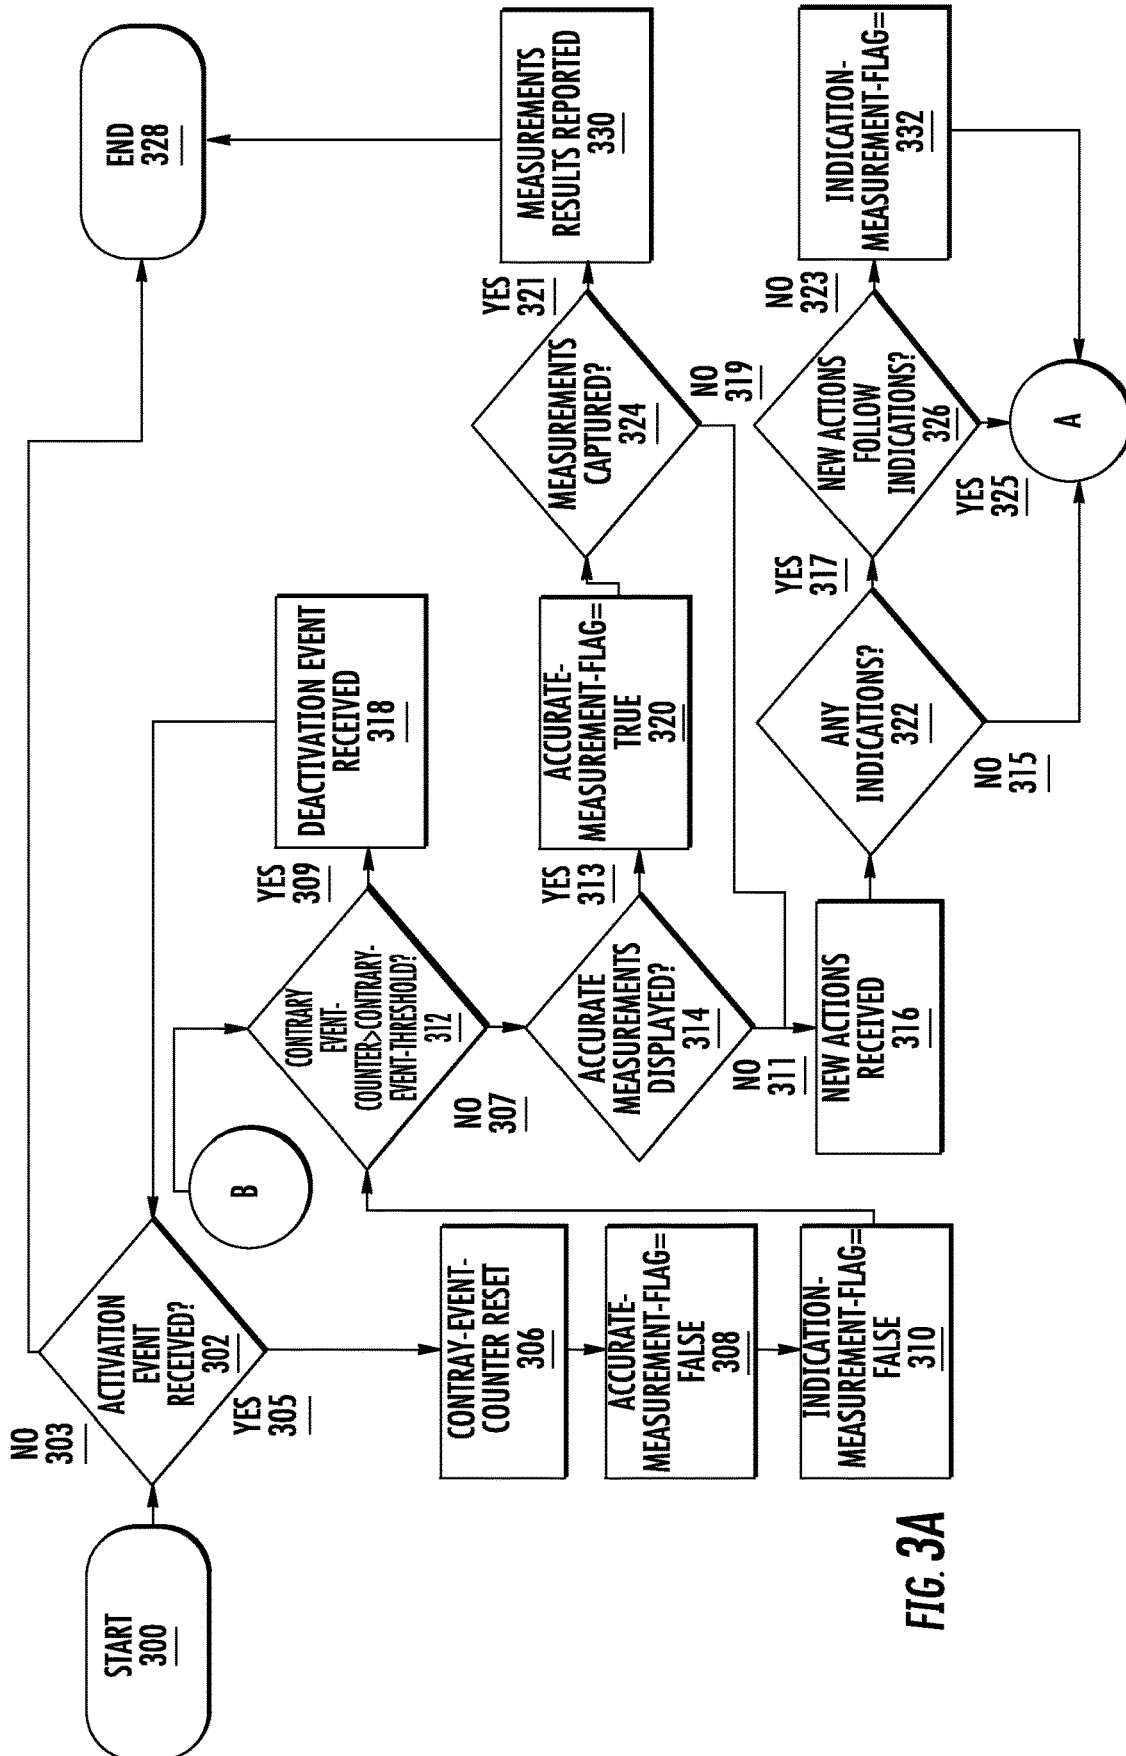 START
300
NO
303
ACTIVATION
EVENT
RECEIVED?
302
YES
305
END
328
B
CONTRAY-EVENT-
COUNTER RESET
306
ACCURATE-
MEASUREMENT-FLAG=
FALSE
308
INDICATION-
MEASUREMENT-FLAG=
FALSE
310
CONTRARY
EVENT-
COUNTER>CONTRARY-
EVENT-THRESHOLD?
312
YES
309
DEACTIVATION EVENT
RECEIVED
318
NO
307
ACCURATE
MEASUREMENTS
DISPLAYED?
314
YES
313
ACCURATE-
MEASUREMENT-FLAG=
TRUE
320
MEASUREMENTS
CAPTURED?
324
YES
321
MEASUREMENTS
RESULTS REPORTED
330
NO
319
NO
311
NEW ACTIONS
RECEIVED
316
ANY
INDICATIONS?
322
YES
317
NO
315
NEW ACTIONS
FOLLOW
INDICATIONS?
326
NO
323
YES
325
INDICATION-
MEASUREMENT-FLAG=
332
A
FIG. 3A